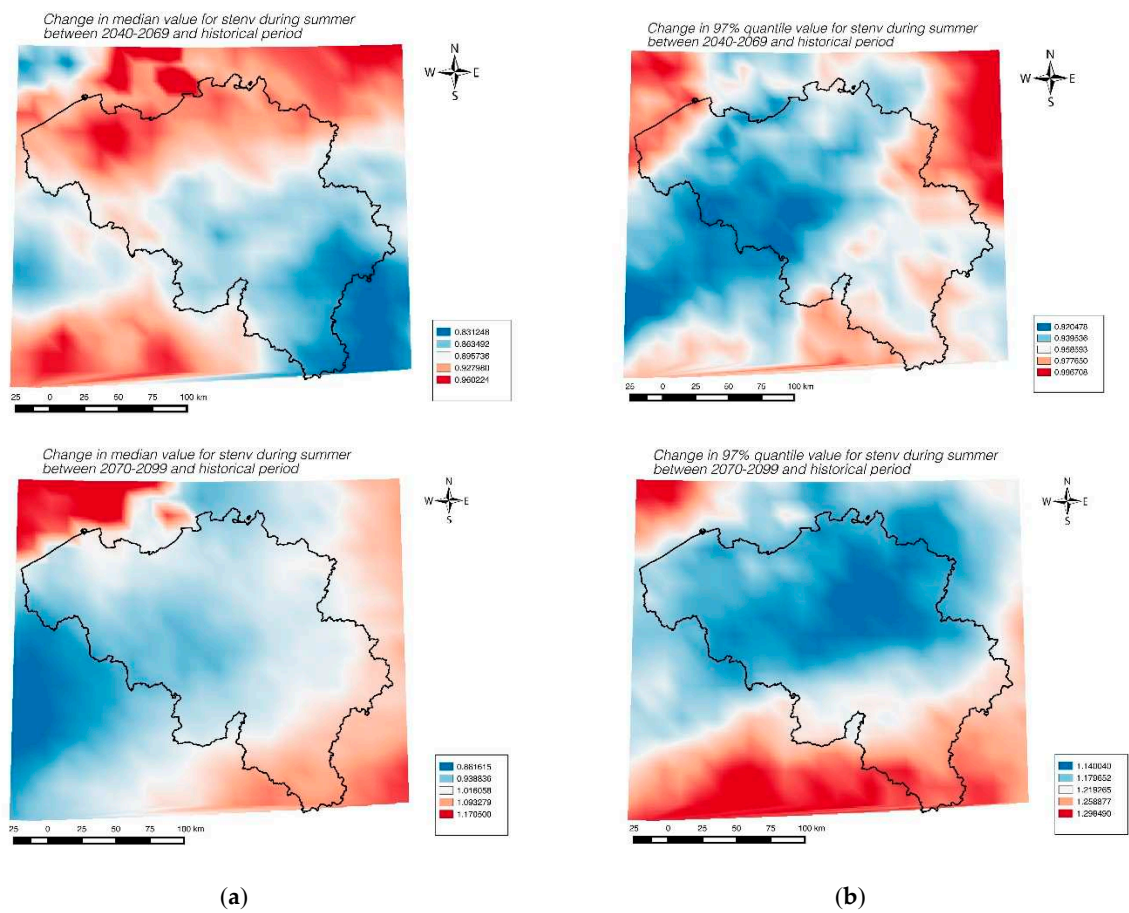 Change in median value for stenv during summer
between 2040-2069 and historical period
N
W E
S
0.831248
0.863492
0.895736
0.927980
0.960224
25 0 25 50 75 100 km
Change in 97% quantile value for stenv during summer
between 2040-2069 and historical period
N
W E
S
0.920478
0.939536
0.958593
0.977650
0.996708
25 0 25 50 75 100 km
Change in median value for stenv during summer
between 2070-2099 and historical period
N
W E
S
0.861615
0.938836
1.016058
1.093279
1.170500
25 0 25 50 75 100 km
Change in 97% quantile value for stenv during summer
between 2070-2099 and historical period
N
W E
S
1.140040
1.179652
1.219265
1.258877
1.298490
25 0 25 50 75 100 km
(a)
(b)